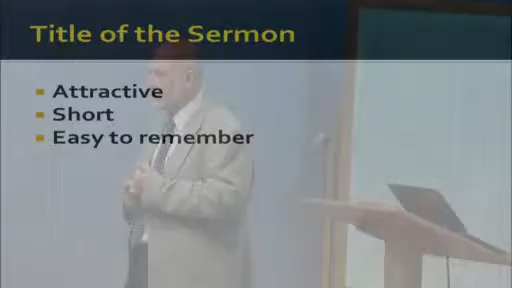 Title of the Sermon
Attractive
Short
Easy to remember